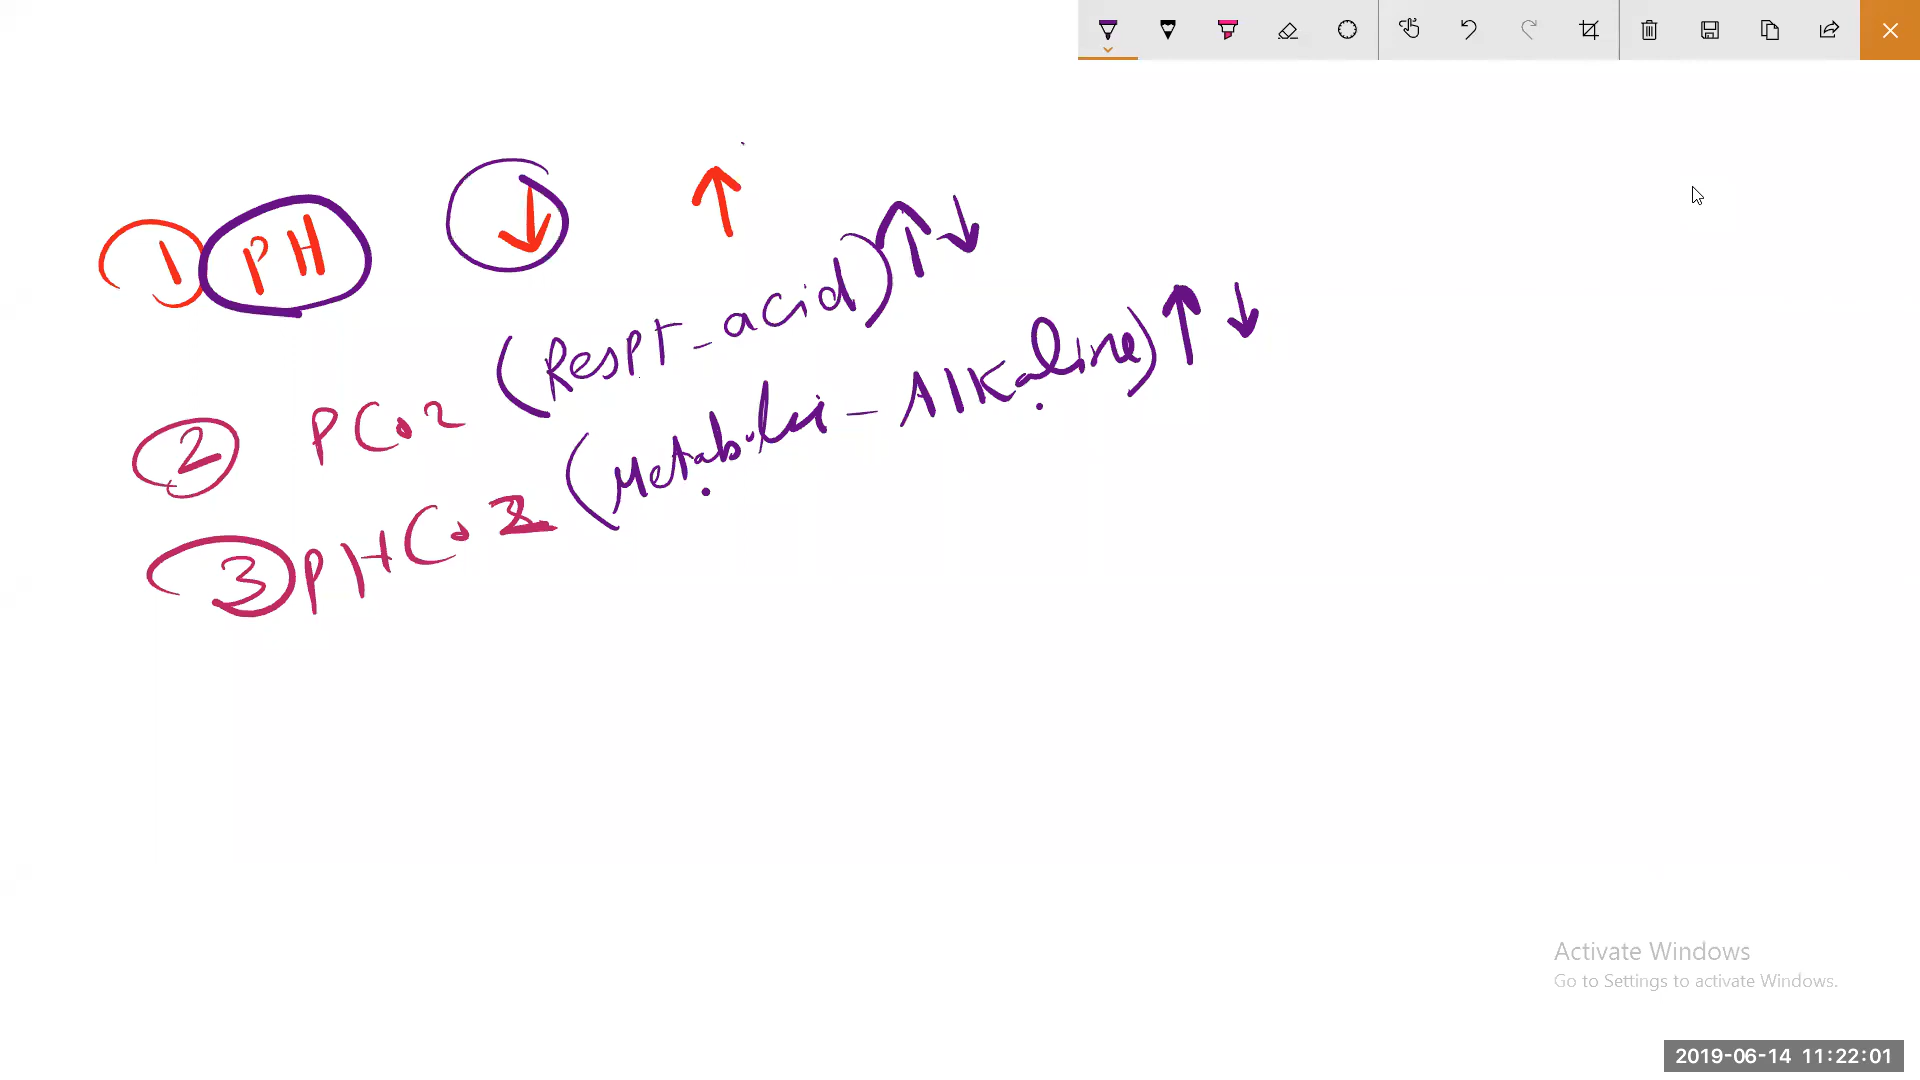 1 PH ↓ ↑
2 PCo2 (Respt-acid) ↑ ↓
3 PHCo3 (Metabolic - Alkaline) ↑ ↓
Activate Windows
Go to Settings to activate Windows.
2019-06-14 11:22:01